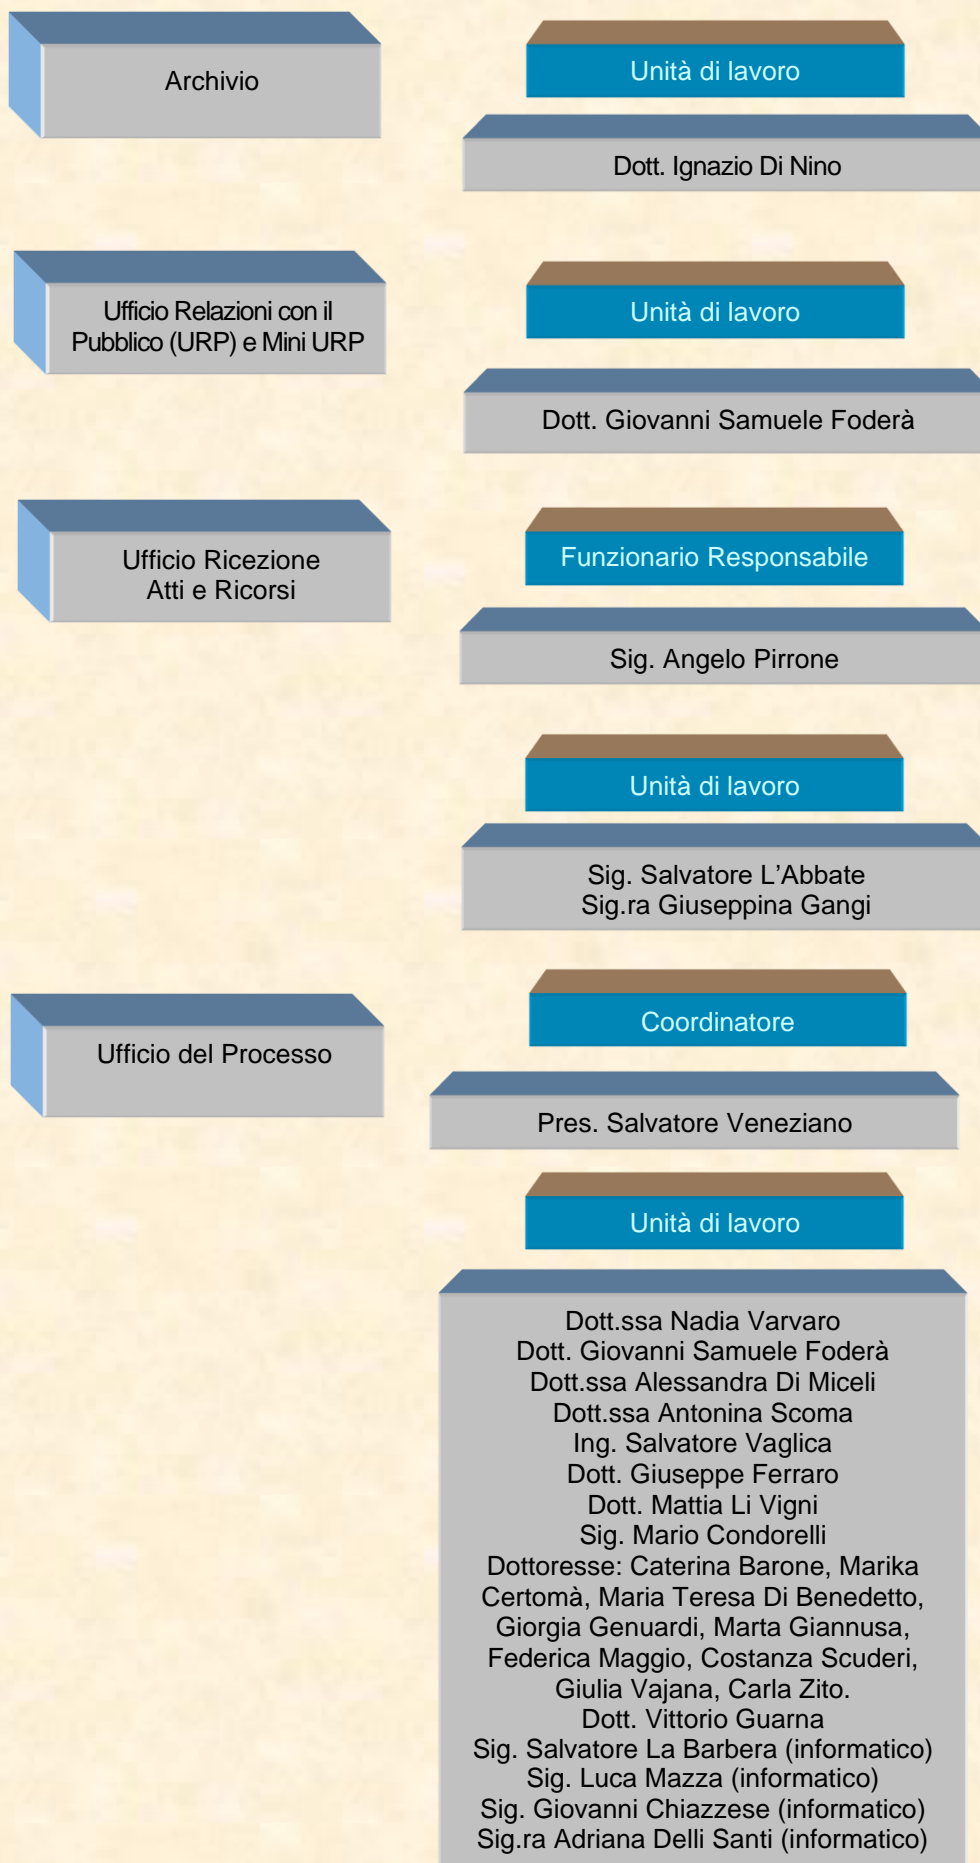 Archivio
Unità di lavoro
Dott. Ignazio Di Nino
Ufficio Relazioni con il
Pubblico (URP) e Mini URP
Unità di lavoro
Dott. Giovanni Samuele Foderà
Ufficio Ricezione
Atti e Ricorsi
Funzionario Responsabile
Sig. Angelo Pirrone
Unità di lavoro
Sig. Salvatore L’Abbate
Sig.ra Giuseppina Gangi
Ufficio del Processo
Coordinatore
Pres. Salvatore Veneziano
Unità di lavoro
Dott.ssa Nadia Varvaro
Dott. Giovanni Samuele Foderà
Dott.ssa Alessandra Di Miceli
Dott.ssa Antonina Scoma
Ing. Salvatore Vaglica
Dott. Giuseppe Ferraro
Dott. Mattia Li Vigni
Sig. Mario Condorelli
Dottoresse: Caterina Barone, Marika
Certomà, Maria Teresa Di Benedetto,
Giorgia Genuardi, Marta Giannusa,
Federica Maggio, Costanza Scuderi,
Giulia Vajana, Carla Zito.
Dott. Vittorio Guarna
Sig. Salvatore La Barbera (informatico)
Sig. Luca Mazza (informatico)
Sig. Giovanni Chiazzese (informatico)
Sig.ra Adriana Delli Santi (informatico)